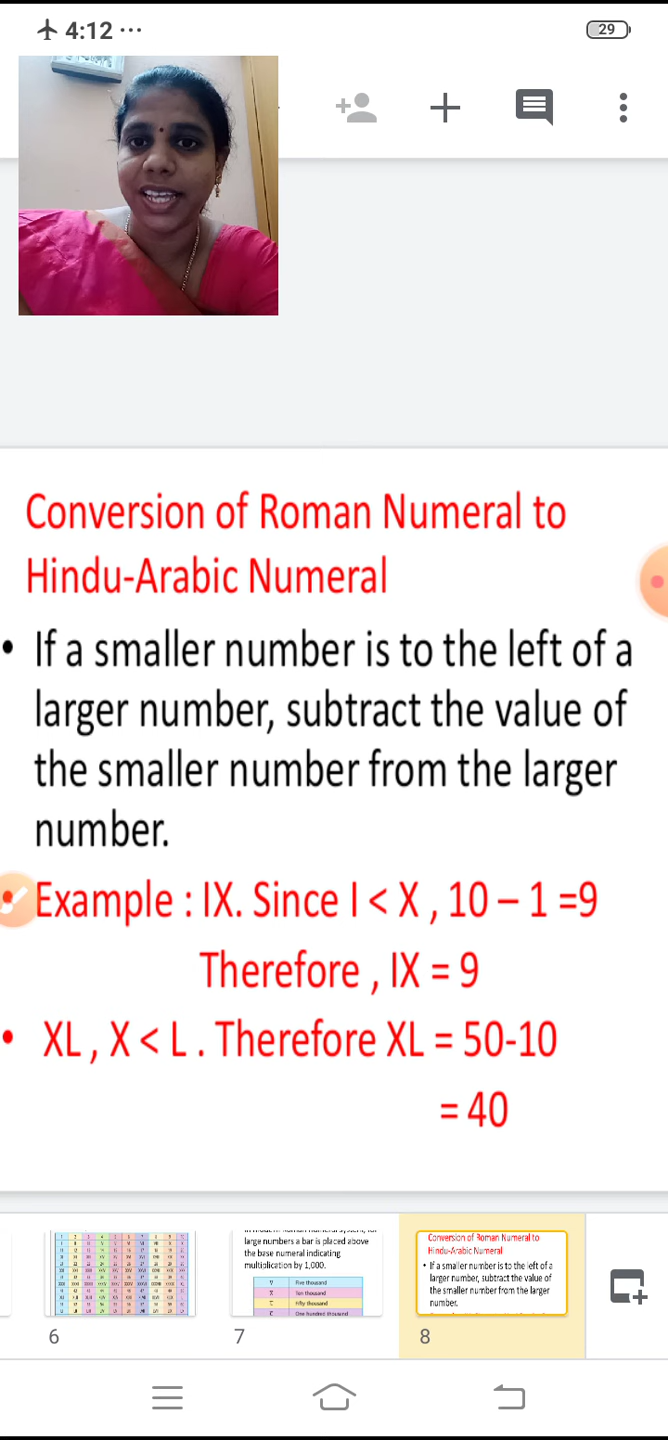 4:12 ...
29
Conversion of Roman Numeral to
Hindu-Arabic Numeral
• If a smaller number is to the left of a
larger number, subtract the value of
the smaller number from the larger
number.
• Example : IX. Since I < X , 10 – 1 =9
Therefore , IX = 9
• XL , X < L . Therefore XL = 50-10
= 40
large numbers a bar is placed above
the base numeral indicating
multiplication by 1,000.
V Five thousand
X Ten thousand
Fifty thousand
C One hundred thousand
Conversion of Roman Numeral to
Hindu-Arabic Numeral
• If a smaller number is to the left of a
larger number, subtract the value of
the smaller number from the larger
number.
6
7
8